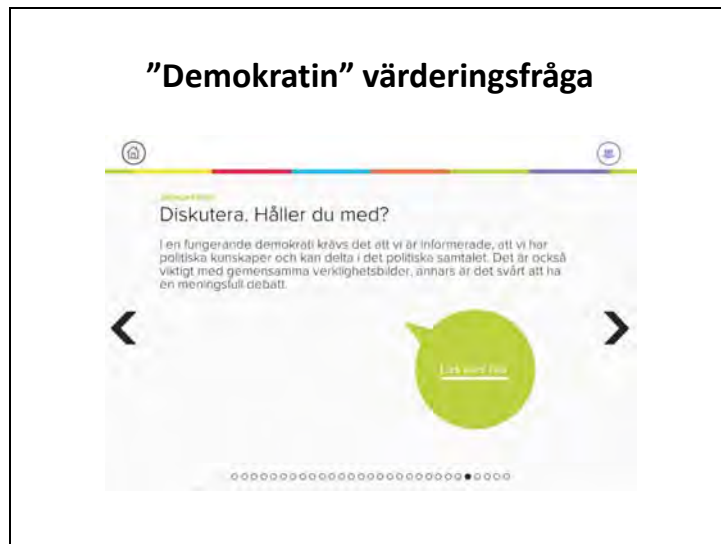 ”Demokratin” värderingsfråga
Diskutera. Håller du med?
I en fungerande demokrati krävs det att vi är informerade, att vi har
politiska kunskaper och kan delta i det politiska samtalet. Det är också
viktigt med gemensamma verklighetsbilder, annars är det svårt att ha
en meningsfull debatt.